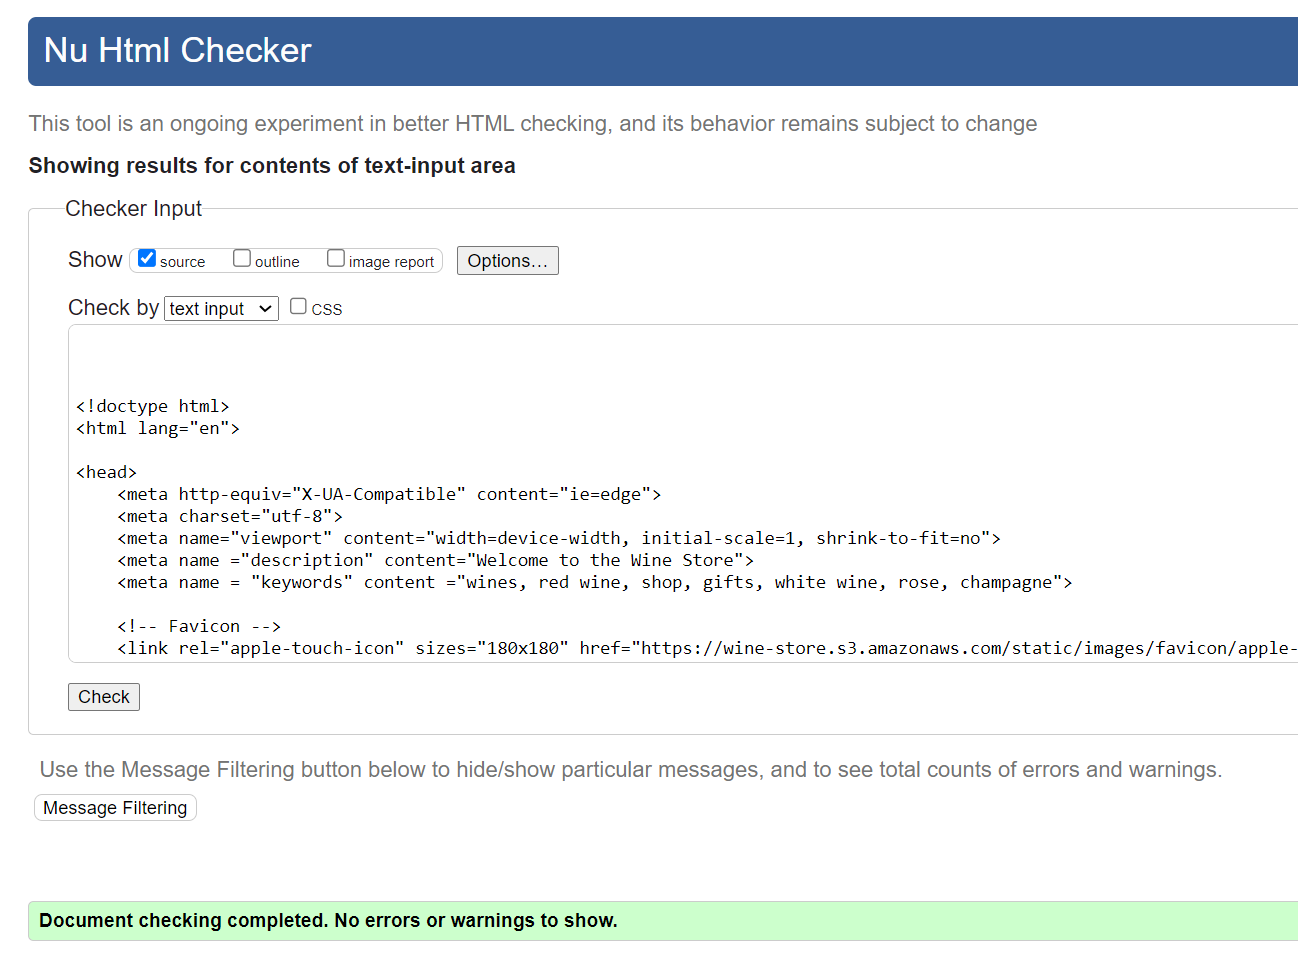 Nu Html Checker
This tool is an ongoing experiment in better HTML checking, and its behavior remains subject to change
Showing results for contents of text-input area
Checker Input
Show source outline image report Options...
Check by text input CSS
<!doctype html>
<html lang="en">
<head>
<meta http-equiv="X-UA-Compatible" content="ie=edge">
<meta charset="utf-8">
<meta name="viewport" content="width=device-width, initial-scale=1, shrink-to-fit=no">
<meta name ="description" content="Welcome to the Wine Store">
<meta name = "keywords" content ="wines, red wine, shop, gifts, white wine, rose, champagne">
<!-- Favicon -->
<link rel="apple-touch-icon" sizes="180x180" href="https://wine-store.s3.amazonaws.com/static/images/favicon/apple-
Check
Use the Message Filtering button below to hide/show particular messages, and to see total counts of errors and warnings.
Message Filtering
Document checking completed. No errors or warnings to show.